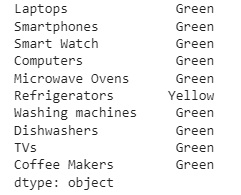 Laptops Green
Smartphones Green
Smart Watch Green
Computers Green
Microwave Ovens Green
Refrigerators Yellow
Washing machines Green
Dishwashers Green
TVs Green
Coffee Makers Green
dtype: object